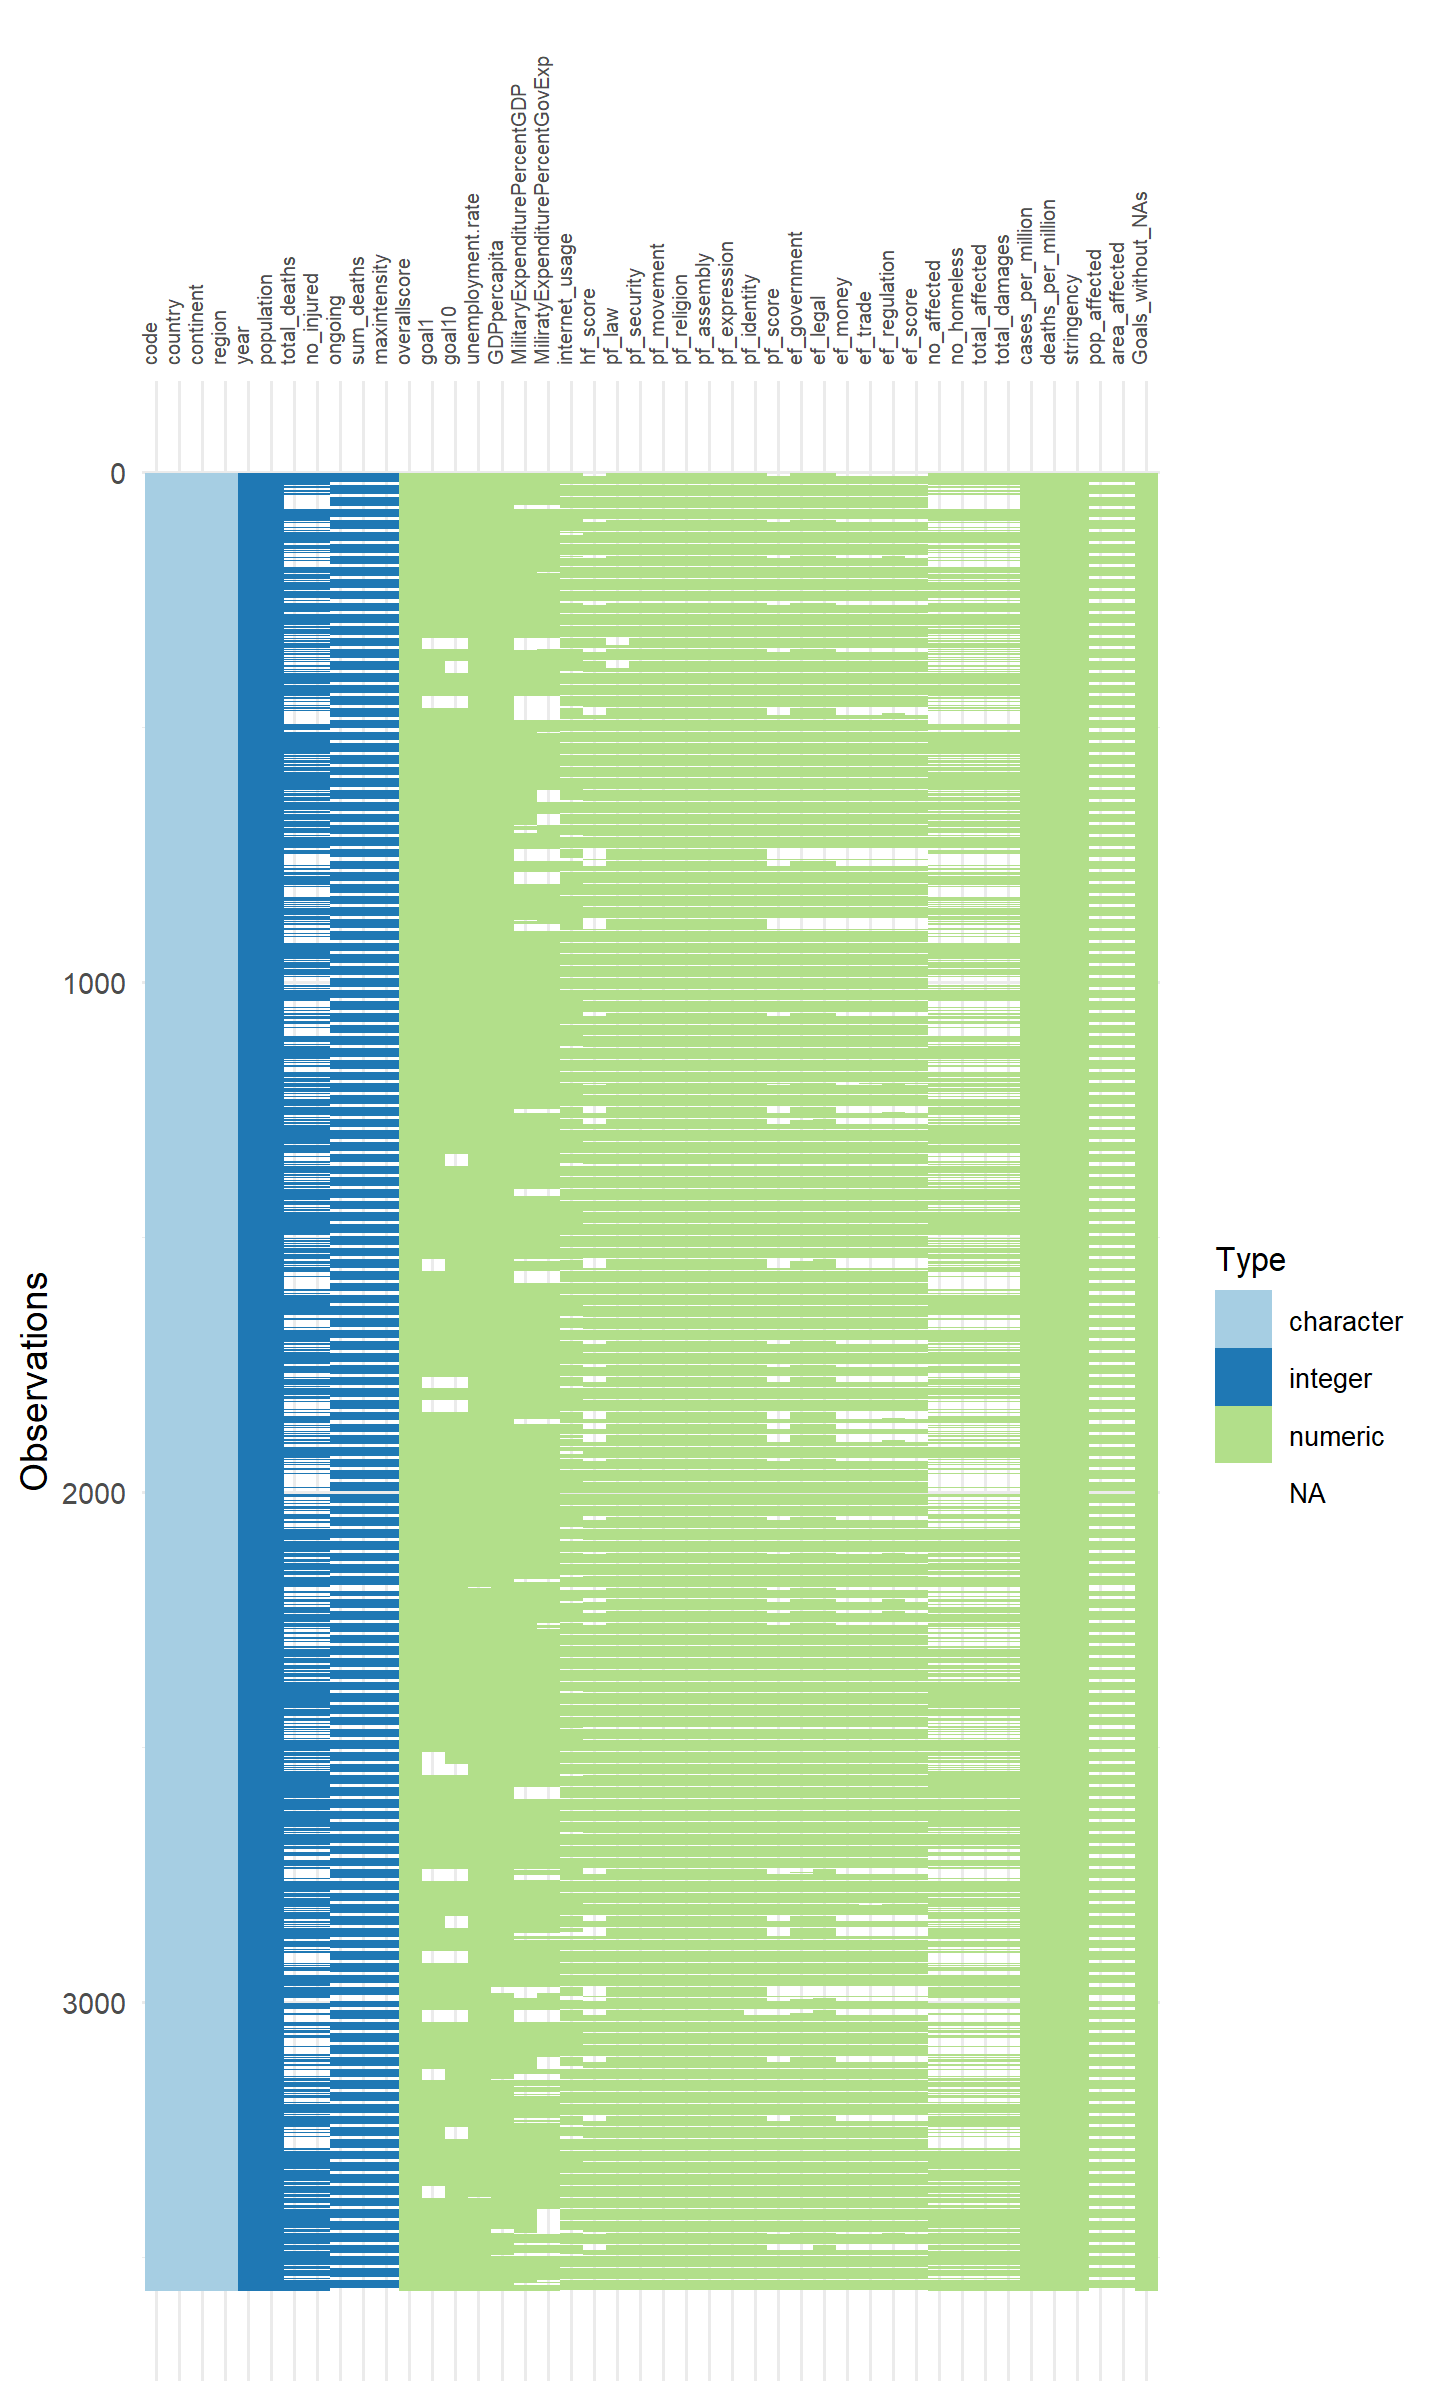 code
country
continent
region
year
population
total_deaths
no_injured
ongoing
sum_deaths
maxintensity
overallscore
goal1
goal10
unemployment.rate
GDPpercapita
MilitaryExpenditurePercentGDP
MiliratyExpenditurePercentGovExp
internet_usage
hf_score
pf_law
pf_security
pf_movement
pf_religion
pf_assembly
pf_expression
pf_identity
pf_score
ef_government
ef_legal
ef_money
ef_trade
ef_regulation
ef_score
no_affected
no_homeless
total_affected
total_damages
cases_per_million
deaths_per_million
stringency
pop_affected
area_affected
Goals_without_NAs
0
1000
2000
3000
Observations
Type
character
integer
numeric
NA